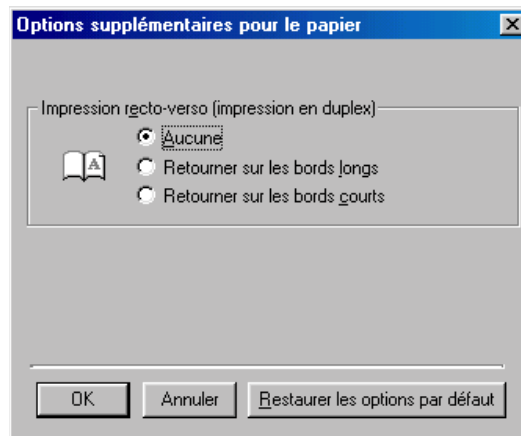 Options supplémentaires pour le papier
Impression recto-verso (impression en duplex)
Aucune
A
Retourner sur les bords longs
Retourner sur les bords courts
OK Annuler Restaurer les options par défaut